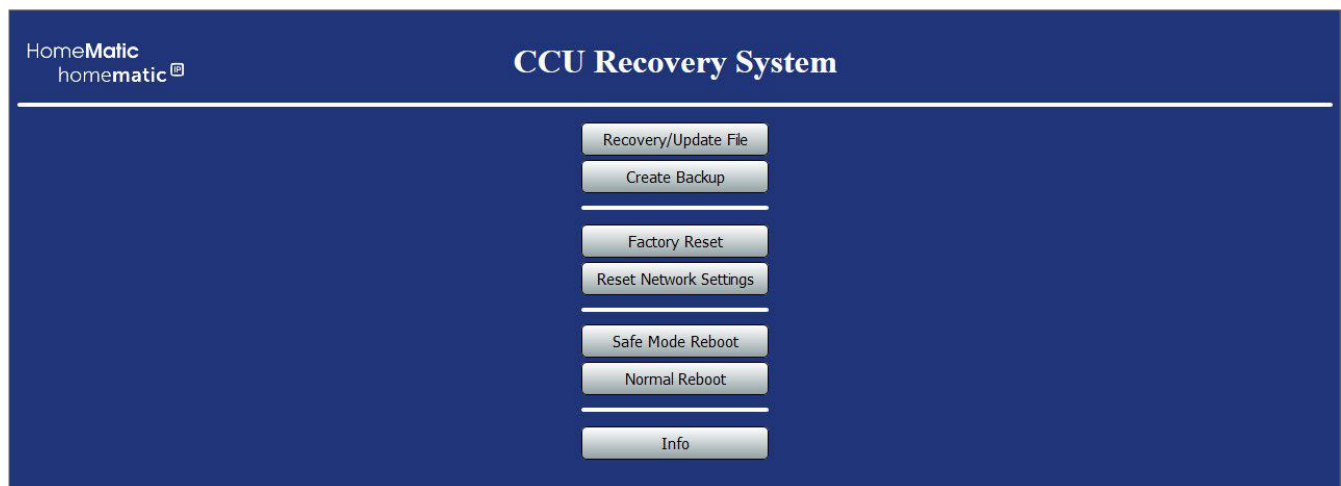 HomeMatic
homematic IP
CCU Recovery System
Recovery/Update File
Create Backup
Factory Reset
Reset Network Settings
Safe Mode Reboot
Normal Reboot
Info